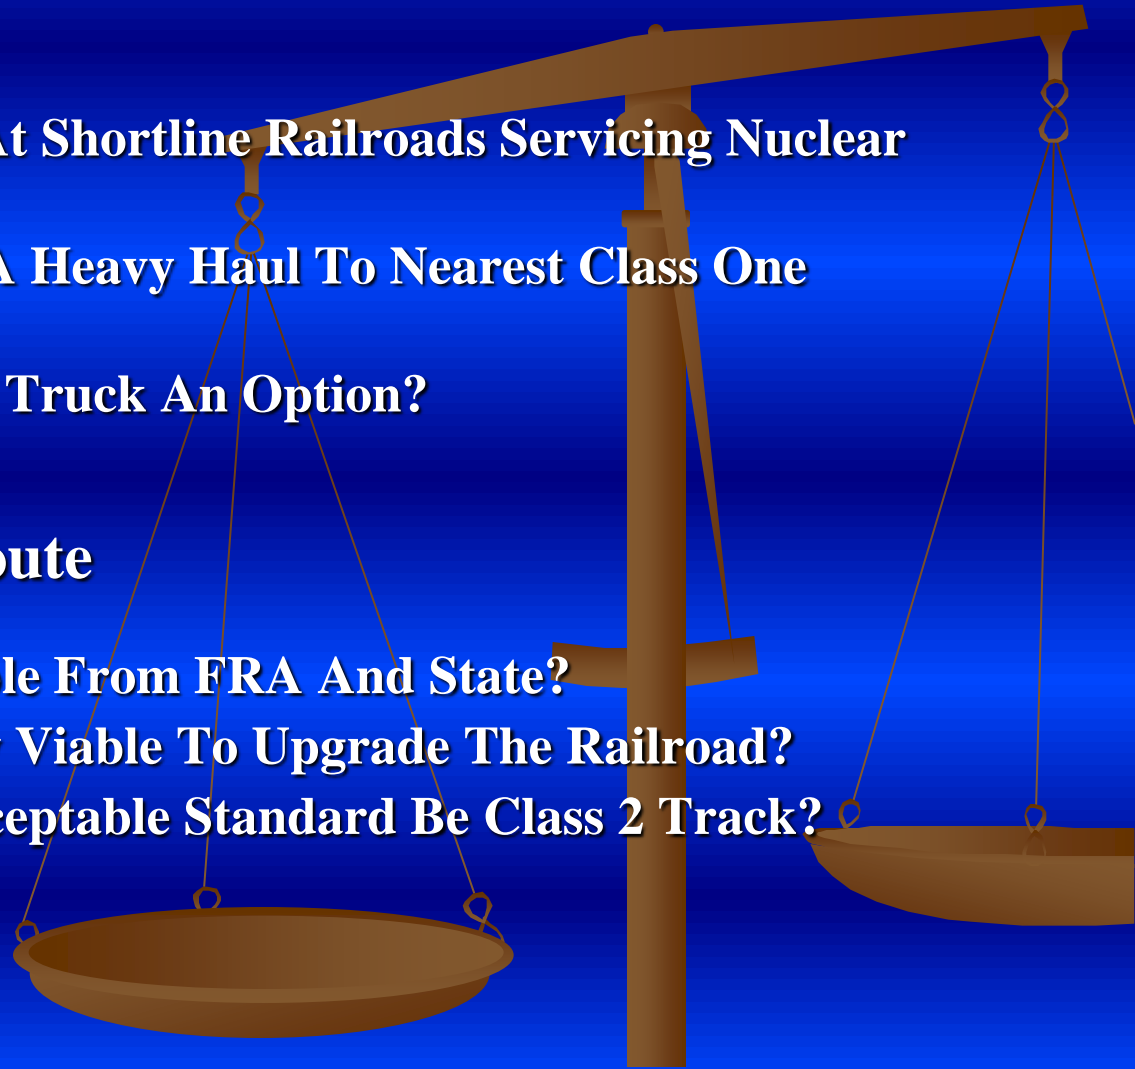 At Shortline Railroads Servicing Nuclear
A Heavy Haul To Nearest Class One
Truck An Option?
oute
le From FRA And State?
Viable To Upgrade The Railroad?
ceptable Standard Be Class 2 Track?